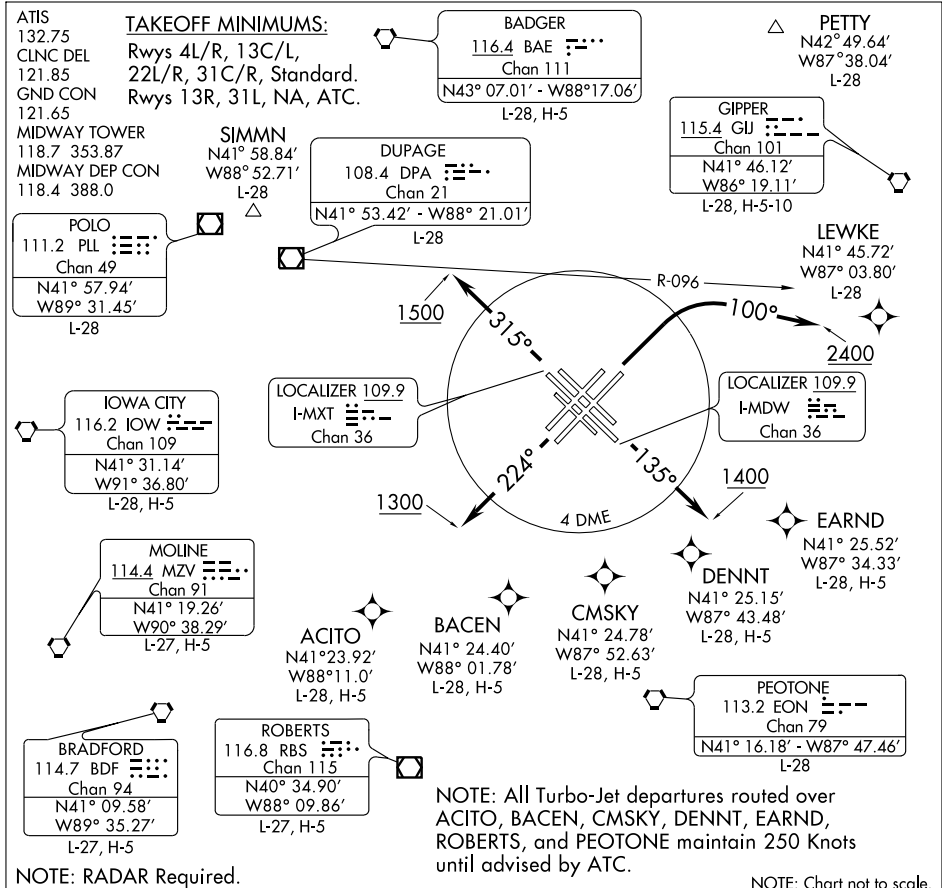 ATIS
132.75
CLNC DEL
121.85
GND CON
121.65
MIDWAY TOWER
118.7 353.87
MIDWAY DEP CON
118.4 388.0
TAKEOFF MINIMUMS:
Rwys 4L/R, 13C/L,
22L/R, 31C/R, Standard.
Rwys 13R, 31L, NA, ATC.
BADGER
116.4 BAE
Chan 111
N43° 07.01' - W88°17.06'
L-28, H-5
PETTY
N42° 49.64'
W87° 38.04'
L-28
SIMMN
N41° 58.84'
W88° 52.71'
L-28
DUPAGE
108.4 DPA
Chan 21
N41° 53.42' - W88° 21.01'
L-28
GIPPER
115.4 GIJ
Chan 101
N41° 46.12'
W86° 19.11'
L-28, H-5-10
POLO
111.2 PLL
Chan 49
N41° 57.94'
W89° 31.45'
L-28
LEWKE
N41° 45.72'
W87° 03.80'
L-28
R-096
1500
315°
100°
2400
LOCALIZER 109.9
I-MXT
Chan 36
LOCALIZER 109.9
I-MDW
Chan 36
IOWA CITY
116.2 IOW
Chan 109
N41° 31.14'
W91° 36.80'
L-28, H-5
224°
135°
1300
1400
4 DME
EARND
N41° 25.52'
W87° 34.33'
L-28, H-5
MOLINE
114.4 MZV
Chan 91
N41° 19.26'
W90° 38.29'
L-27, H-5
ACITO
N41°23.92'
W88°11.0'
L-28, H-5
BACEN
N41° 24.40'
W88° 01.78'
L-28, H-5
CMSKY
N41° 24.78'
W87° 52.63'
L-28, H-5
DENNT
N41° 25.15'
W87° 43.48'
L-28, H-5
PEOTONE
113.2 EON
Chan 79
N41° 16.18' - W87° 47.46'
L-28
BRADFORD
114.7 BDF
Chan 94
N41° 09.58'
W89° 35.27'
L-27, H-5
ROBERTS
116.8 RBS
Chan 115
N40° 34.90'
W88° 09.86'
L-27, H-5
NOTE: All Turbo-Jet departures routed over
ACITO, BACEN, CMSKY, DENNT, EARND,
ROBERTS, and PEOTONE maintain 250 Knots
until advised by ATC.
NOTE: RADAR Required.
NOTE: Chart not to scale.